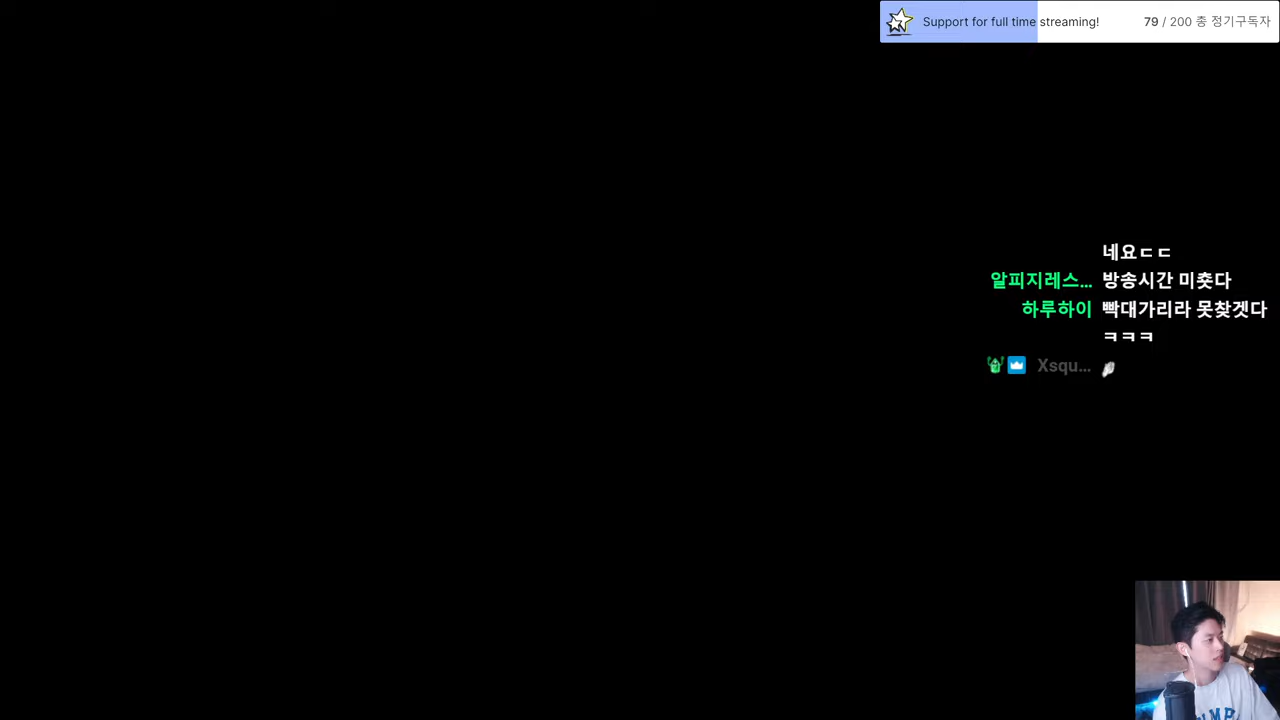 Support for full time streaming! 79 / 200 총 정기구독자
네요ㄷㄷ
알피지레스... 방송시간 미춋다
하루하이 빡대가리라 못찾겟다
ㅋㅋㅋ
Xsqu...